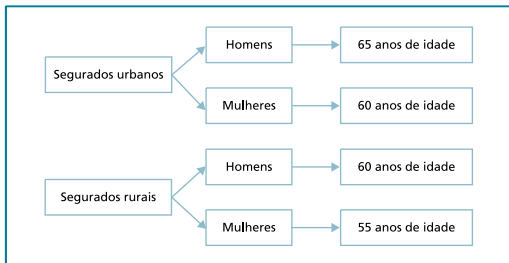 Segurados urbanos
Homens
65 anos de idade
Mulheres
60 anos de idade
Segurados rurais
Homens
60 anos de idade
Mulheres
55 anos de idade